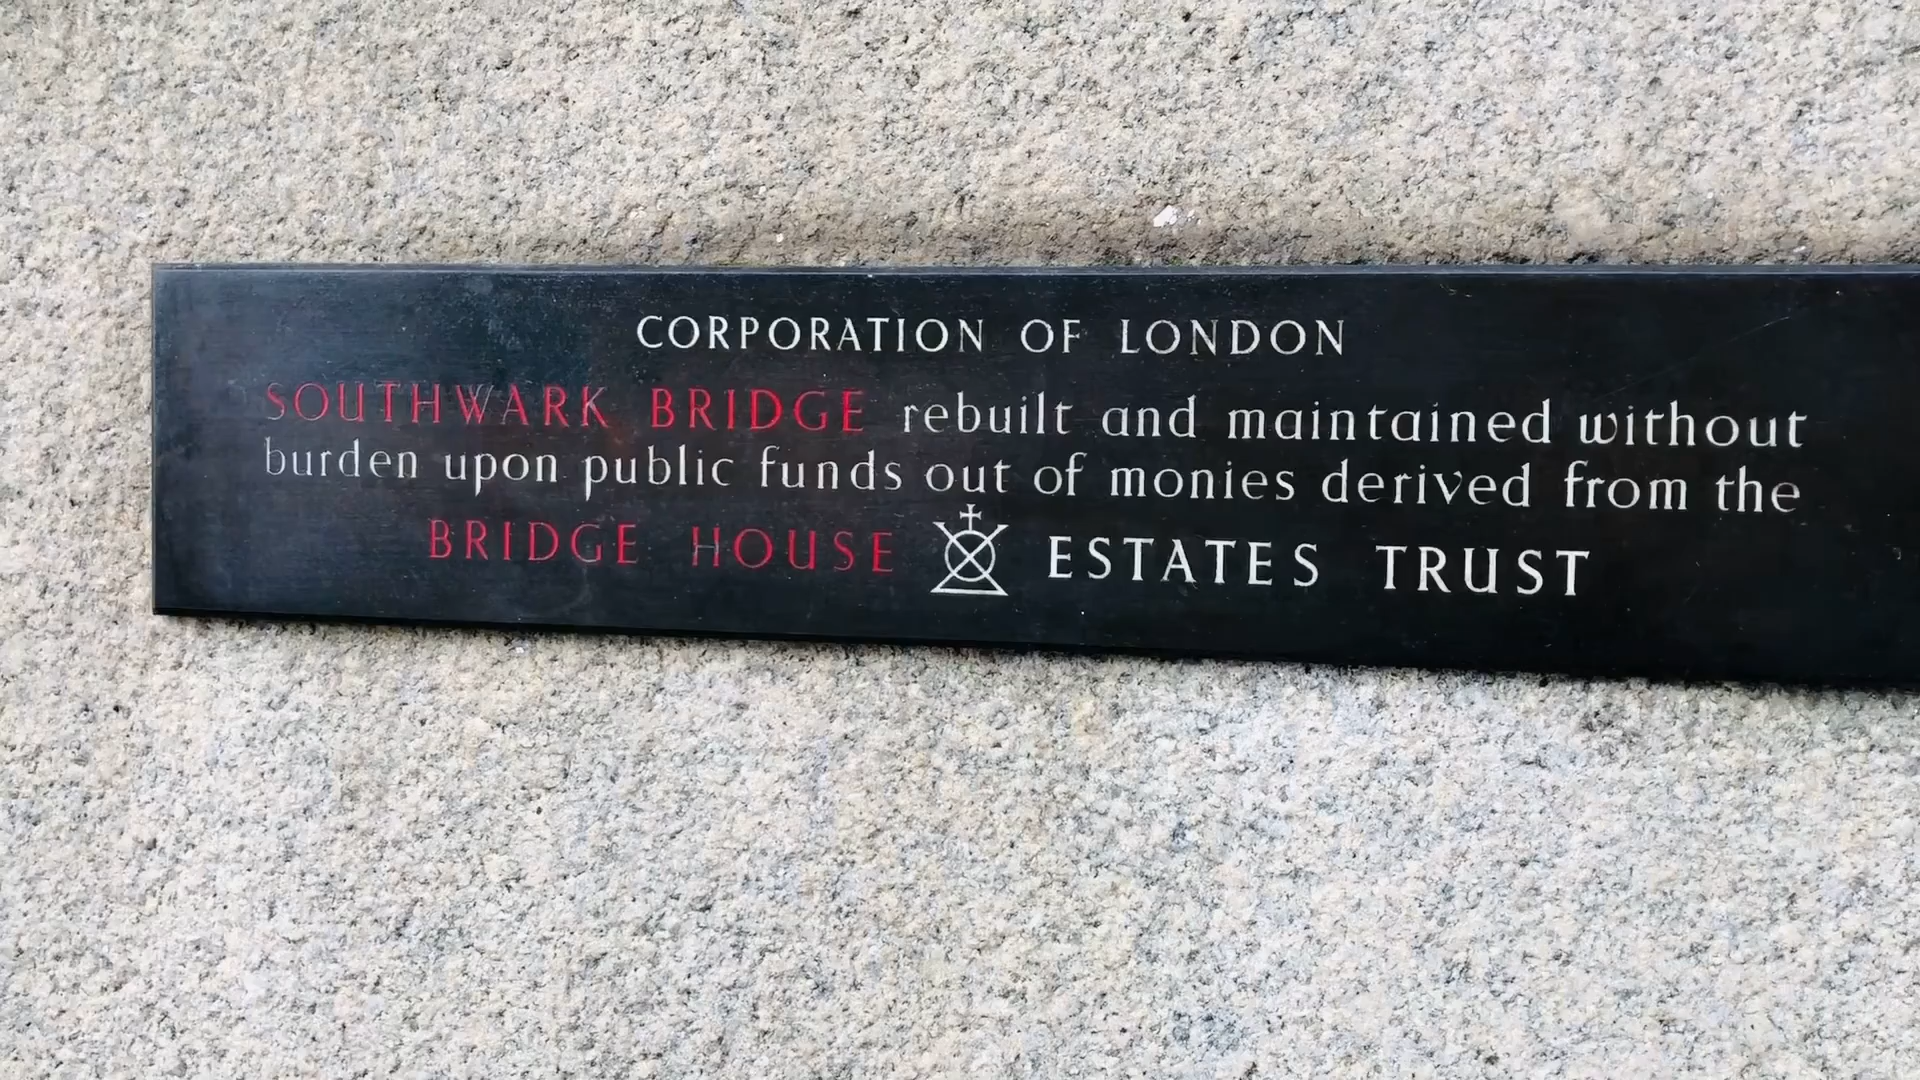 CORPORATION OF LONDON
SOUTHWARK BRIDGE rebuilt and maintained without
burden upon public funds out of monies derived from the
BRIDGE HOUSE ESTATES TRUST